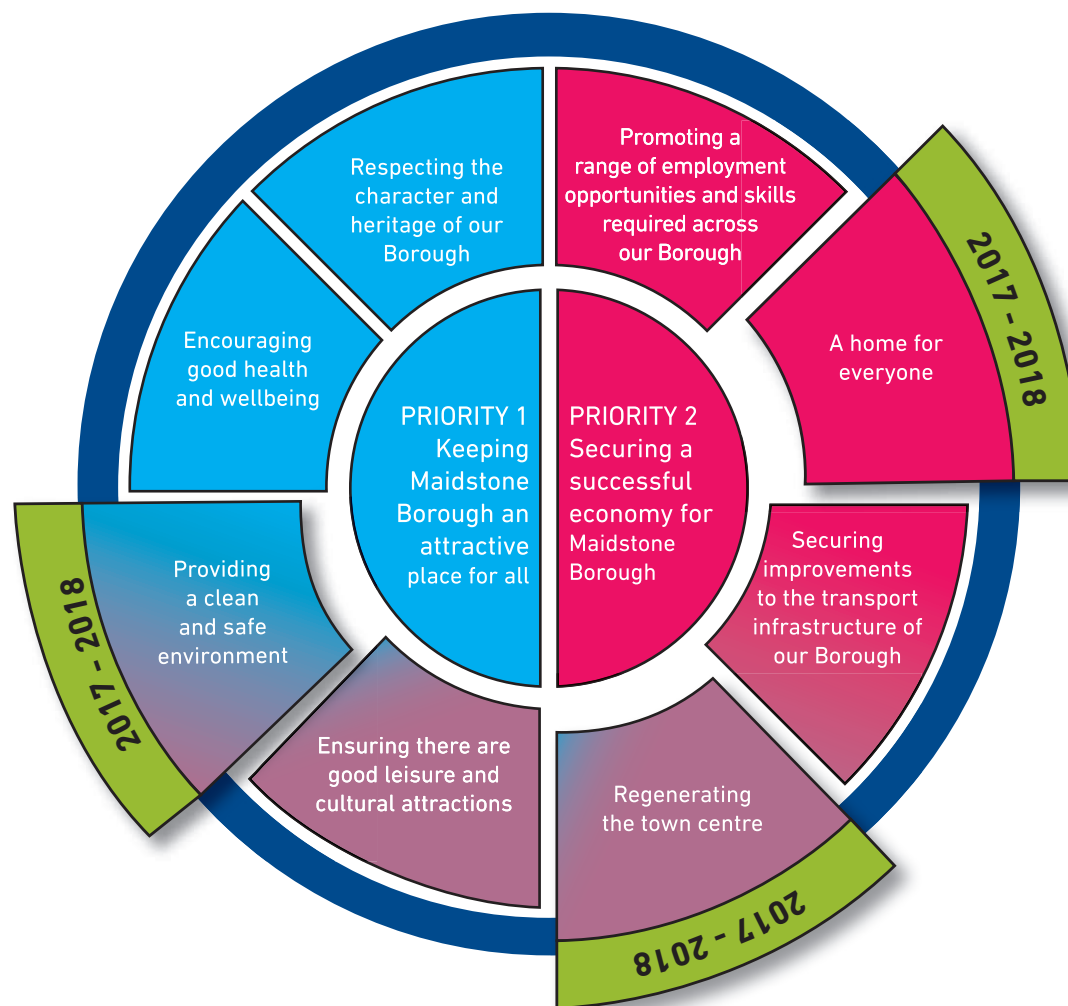 Respecting the
character and
heritage of our
Borough
Promoting a
range of employment
opportunities and skills
required across
our Borough
2017 - 2018
A home for
everyone
Encouraging
good health
and wellbeing
PRIORITY 1
Keeping
Maidstone
Borough an
attractive
place for all
PRIORITY 2
Securing a
successful
economy for
Maidstone
Borough
Securing
improvements
to the transport
infrastructure of
our Borough
Providing
a clean
and safe
environment
2017 - 2018
Ensuring there are
good leisure and
cultural attractions
Regenerating
the town centre
2017 - 2018